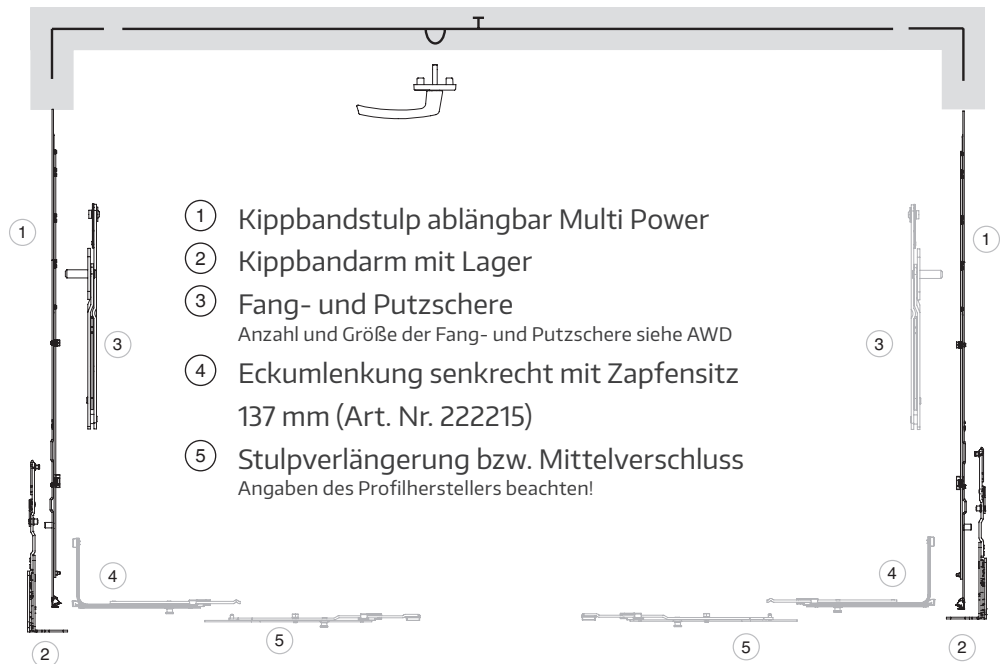 1 Kippbandstulp ablängbar Multi Power
2 Kippbandarm mit Lager
3 Fang- und Putzschere
Anzahl und Größe der Fang- und Putzschere siehe AWD
4 Eckumlenkung senkrecht mit Zapfensitz
137 mm (Art. Nr. 222215)
5 Stulpverlängerung bzw. Mittelverschluss
Angaben des Profilherstellers beachten!
1
1
3
3
4
4
5
5
2
2